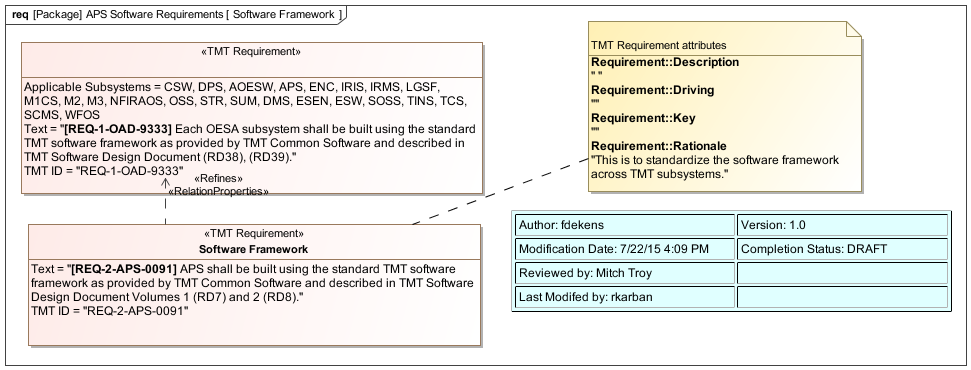 req [Package] APS Software Requirements [ Software Framework ]
«TMT Requirement»
Applicable Subsystems = CSW, DPS, AOESW, APS, ENC, IRIS, IRMS, LGSF,
M1CS, M2, M3, NFIRAOS, OSS, STR, SUM, DMS, ESEN, ESW, SOSS, TINS, TCS,
SCMS, WFOS
Text = "[REQ-1-OAD-9333] Each OESA subsystem shall be built using the standard
TMT software framework as provided by TMT Common Software and described in
TMT Software Design Document (RD38), (RD39)."
TMT ID = "REQ-1-OAD-9333"
«Refines»
«RelationProperties»
«TMT Requirement»
Software Framework
Text = "[REQ-2-APS-0091] APS shall be built using the standard TMT software
framework as provided by TMT Common Software and described in TMT Software
Design Document Volumes 1 (RD7) and 2 (RD8)."
TMT ID = "REQ-2-APS-0091"
TMT Requirement attributes
Requirement::Description
" "
Requirement::Driving
""
Requirement::Key
""
Requirement::Rationale
"This is to standardize the software framework
across TMT subsystems."
Author: fdekens
Version: 1.0
Modification Date: 7/22/15 4:09 PM
Completion Status: DRAFT
Reviewed by: Mitch Troy
Last Modifed by: rkarban